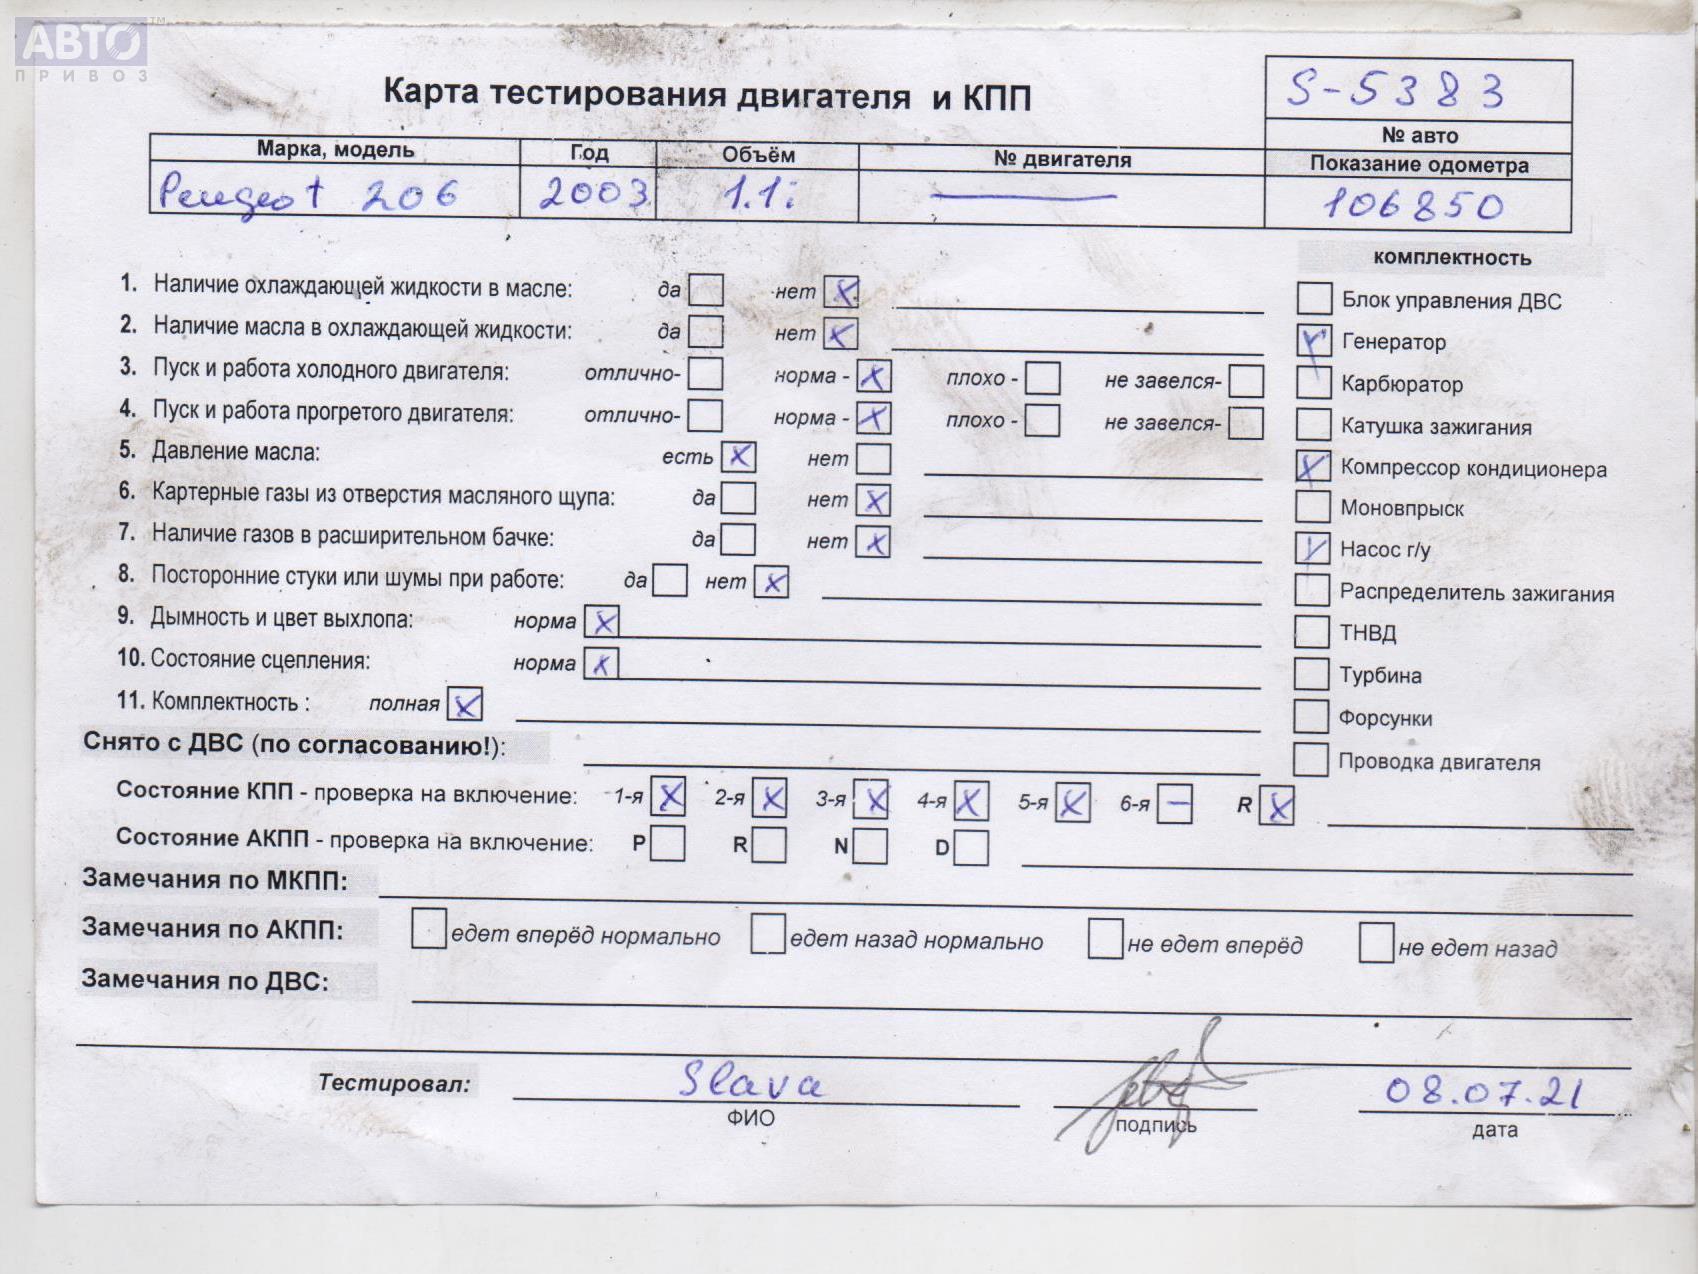 АВТО™
ПРИВОЗ
Карта тестирования двигателя и КПП
S-5383
№ авто
Марка, модель Год Объём № двигателя Показание одометра
Peugeot 206 2003 1.1i — 106850
комплектность
1. Наличие охлаждающей жидкости в масле: да нет X
2. Наличие масла в охлаждающей жидкости: да нет X
3. Пуск и работа холодного двигателя: отлично- норма - X плохо - не завелся-
4. Пуск и работа прогретого двигателя: отлично- норма - X плохо - не завелся-
5. Давление масла: есть X нет
6. Картерные газы из отверстия масляного щупа: да нет X
7. Наличие газов в расширительном бачке: да нет X
8. Посторонние стуки или шумы при работе: да нет X
9. Дымность и цвет выхлопа: норма X
10. Состояние сцепления: норма X
11. Комплектность : полная X
Блок управления ДВС
Генератор
Карбюратор
Катушка зажигания
X Компрессор кондиционера
Моновпрыск
Насос г/у
Распределитель зажигания
ТНВД
Турбина
Форсунки
Проводка двигателя
Снято с ДВС (по согласованию!):
Состояние КПП - проверка на включение: 1-я X 2-я X 3-я X 4-я X 5-я X 6-я — R X
Состояние АКПП - проверка на включение: P R N D
Замечания по МКПП:
Замечания по АКПП: едет вперёд нормально едет назад нормально не едет вперёд не едет назад
Замечания по ДВС:
Тестировал: Slava 08.07.21
ФИО подпись дата